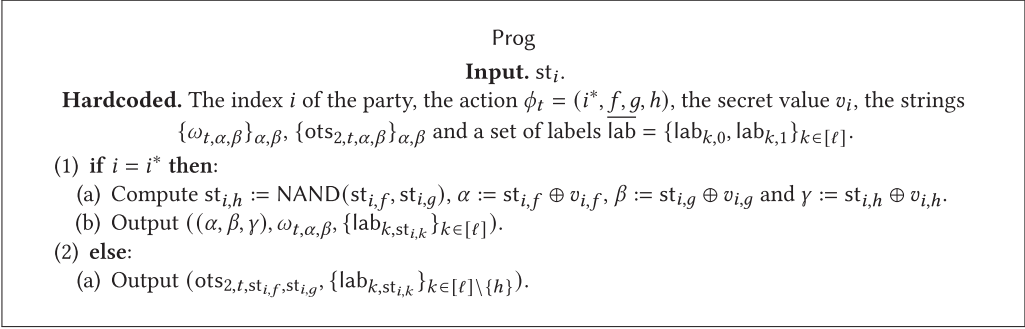 Prog
Input. st_i.
Hardcoded. The index i of the party, the action ϕ_t = (i*, f, g, h), the secret value v_i, the strings
{ω_{t,α,β}}_{α,β}, {ots_{2,t,α,β}}_{α,β} and a set of labels \overline{lab} = {lab_{k,0}, lab_{k,1}}_{k∈[ℓ]}.
(1) if i = i* then:
(a) Compute st_{i,h} := NAND(st_{i,f}, st_{i,g}), α := st_{i,f} ⊕ v_{i,f}, β := st_{i,g} ⊕ v_{i,g} and γ := st_{i,h} ⊕ v_{i,h}.
(b) Output ((α, β, γ), ω_{t,α,β}, {lab_{k,st_{i,k}}}_{k∈[ℓ]}).
(2) else:
(a) Output (ots_{2,t,st_{i,f},st_{i,g}}, {lab_{k,st_{i,k}}}_{k∈[ℓ]\{h}}).